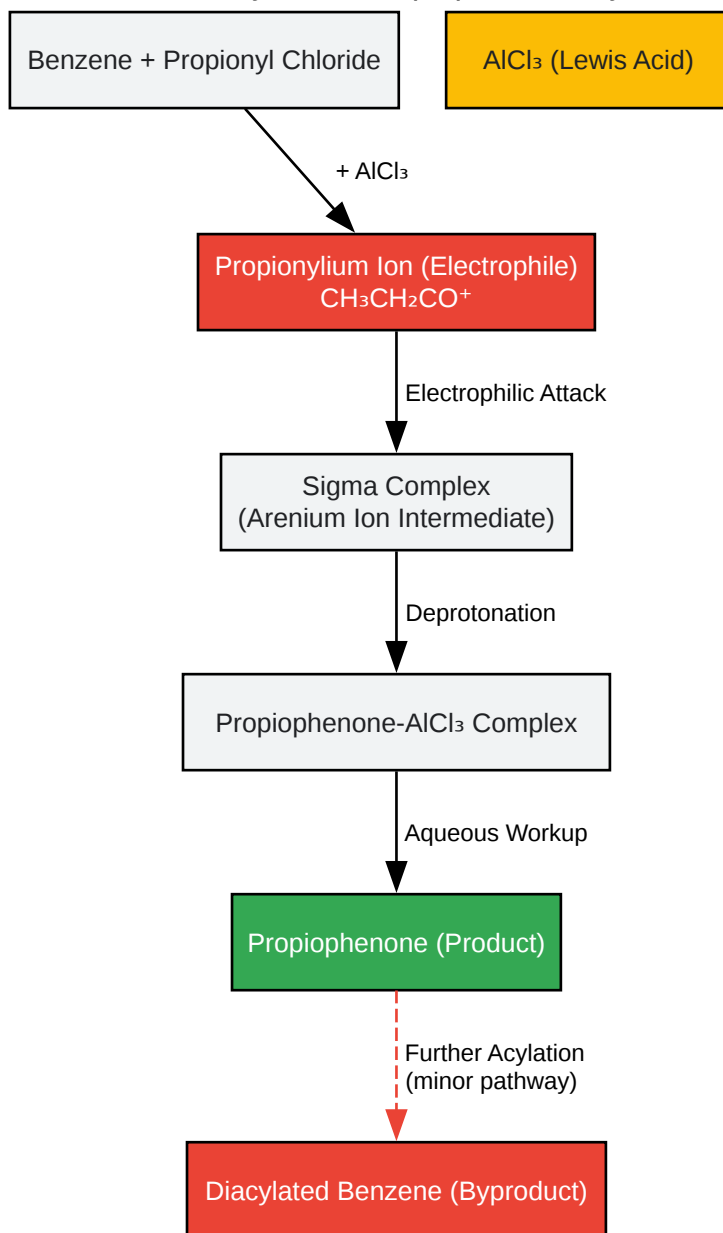 Benzene + Propionyl Chloride
AlCl₃ (Lewis Acid)
+ AlCl₃
Propionylium Ion (Electrophile)
CH₃CH₂CO⁺
Electrophilic Attack
Sigma Complex
(Arenium Ion Intermediate)
Deprotonation
Propiophenone-AlCl₃ Complex
Aqueous Workup
Propiophenone (Product)
Further Acylation
(minor pathway)
Diacylated Benzene (Byproduct)